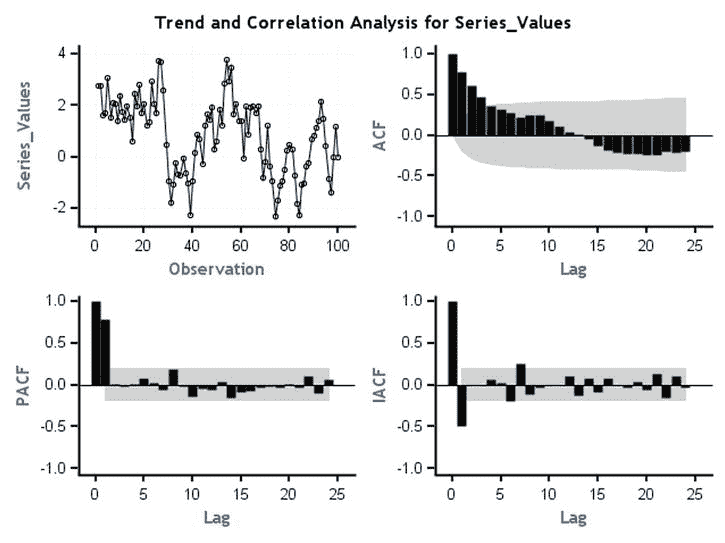 Trend and Correlation Analysis for Series_Values
Series_Values
4
2
0
-2
0 20 40 60 80 100
Observation
ACF
1.0
0.5
0.0
-0.5
-1.0
0 5 10 15 20 25
Lag
PACF
1.0
0.5
0.0
-0.5
-1.0
0 5 10 15 20 25
Lag
IACF
1.0
0.5
0.0
-0.5
-1.0
0 5 10 15 20 25
Lag